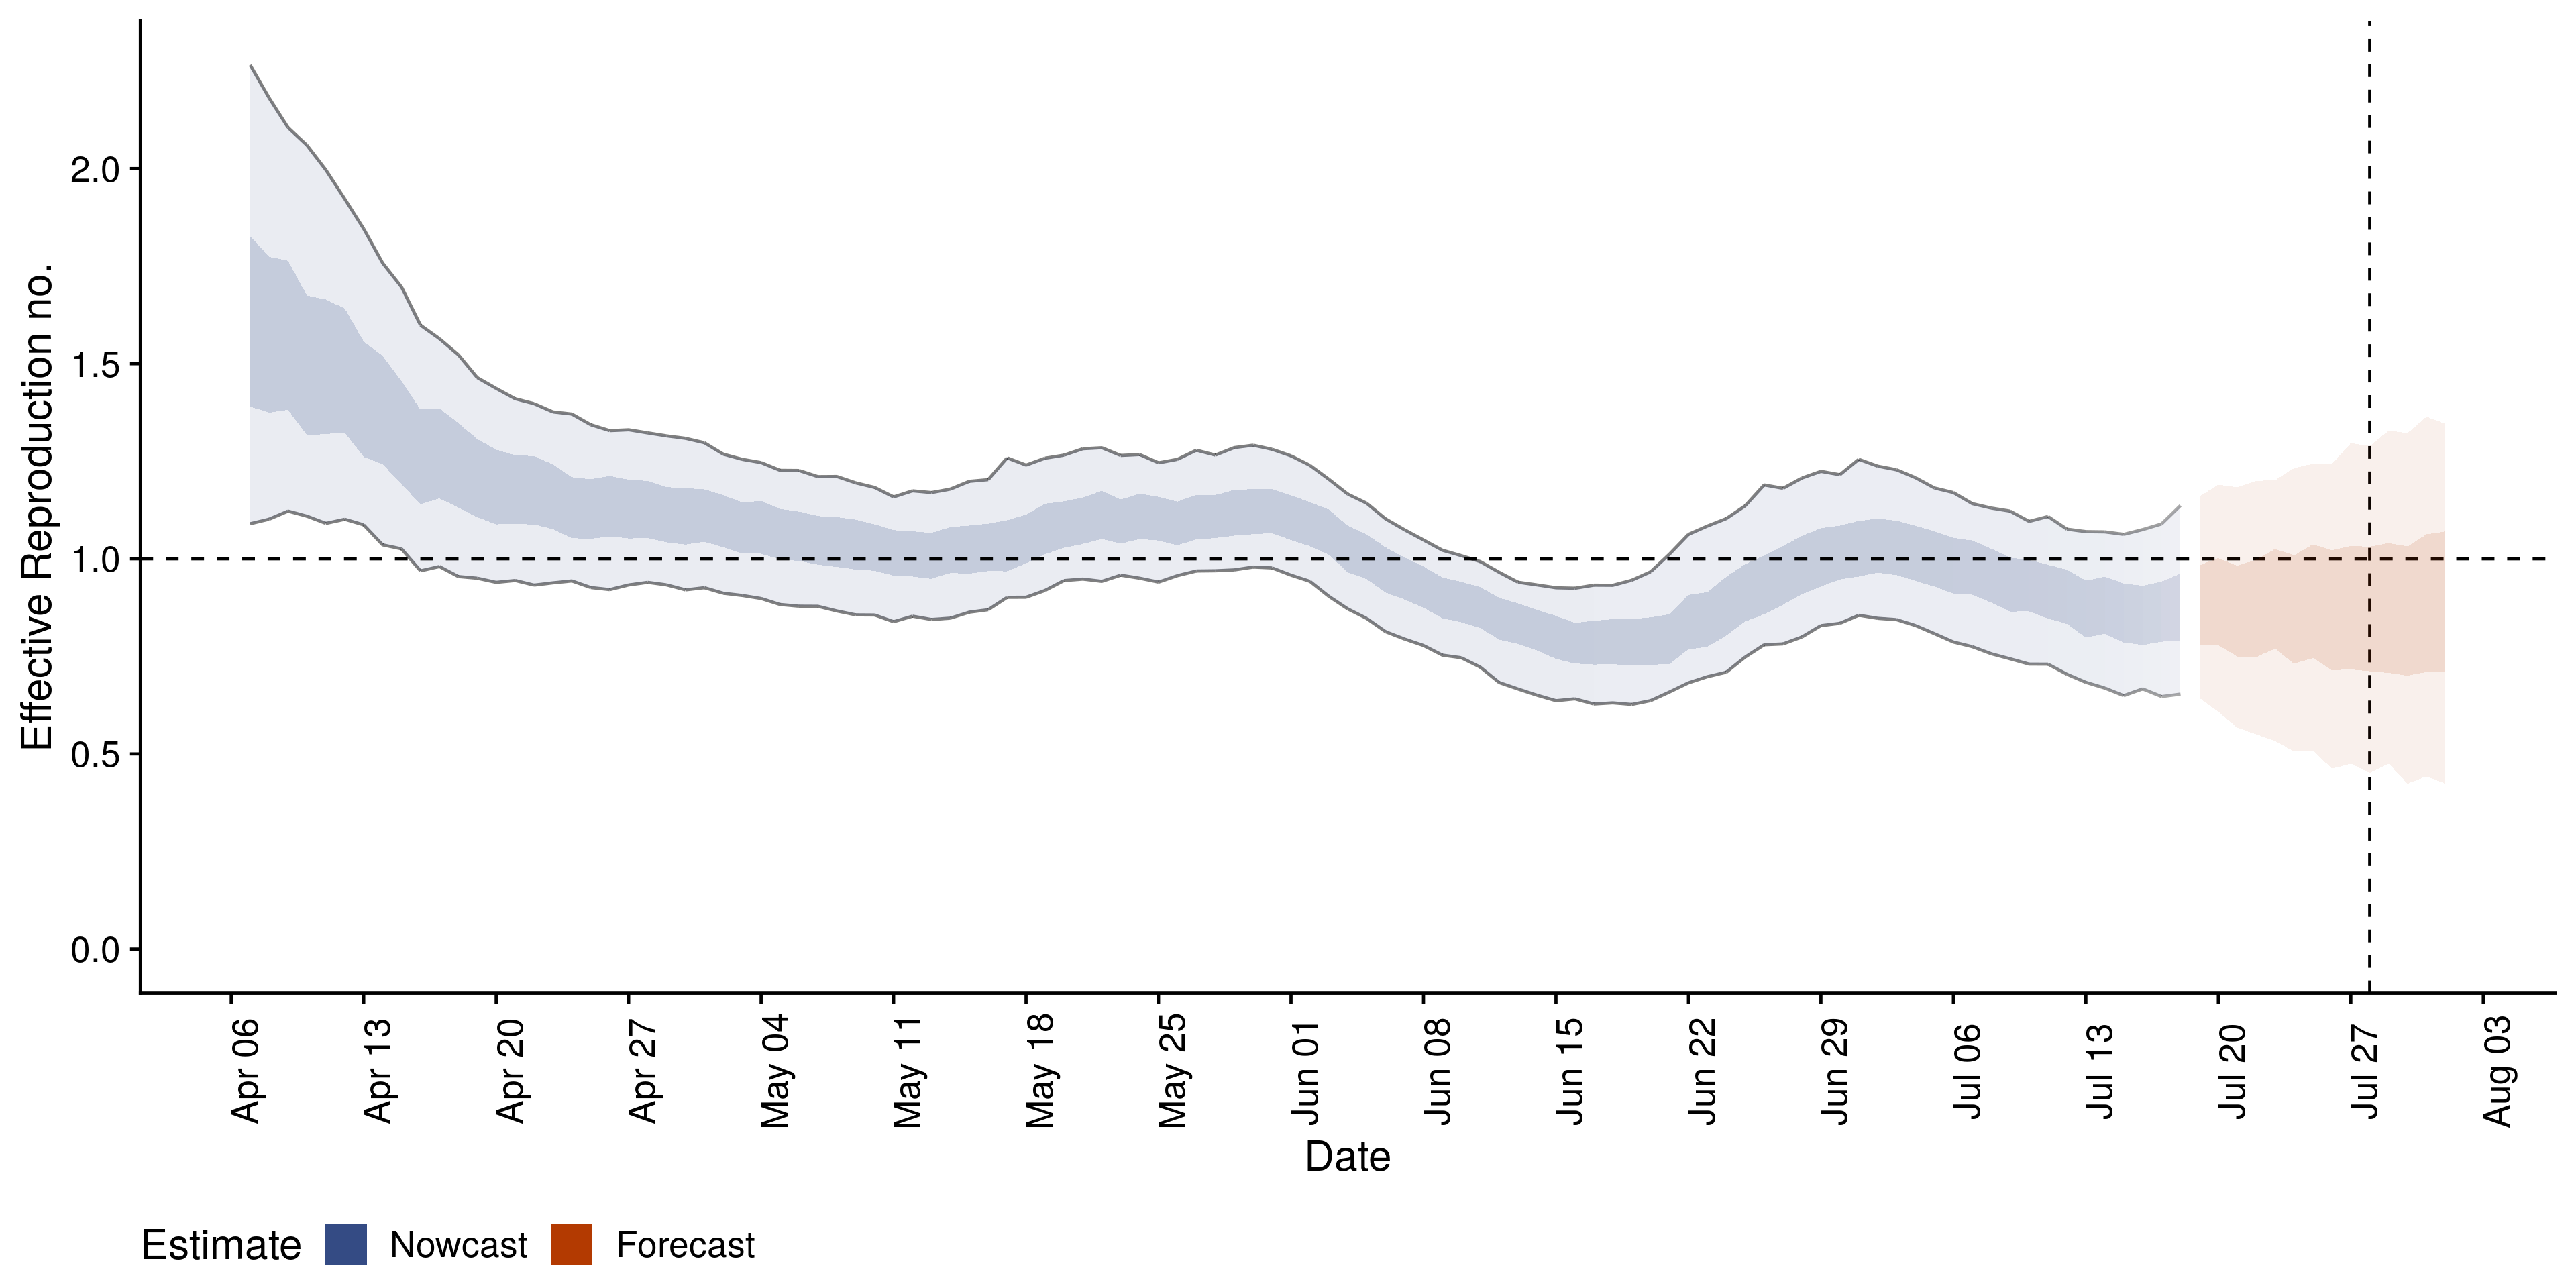 Effective Reproduction no.
2.0
1.5
1.0
0.5
0.0
Apr 06
Apr 13
Apr 20
Apr 27
May 04
May 11
May 18
May 25
Jun 01
Jun 08
Jun 15
Jun 22
Jun 29
Jul 06
Jul 13
Jul 20
Jul 27
Aug 03
Date
Estimate Nowcast Forecast